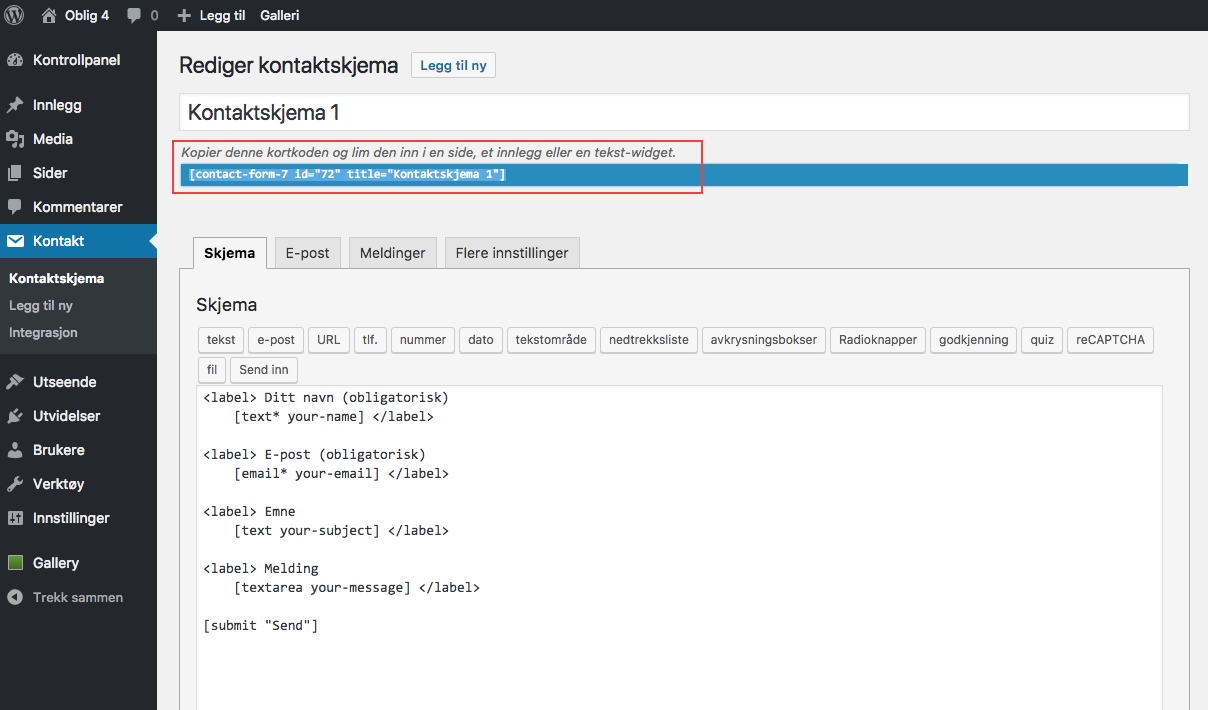 Oblig 4 0 Legg til Galleri
Kontrollpanel
Innlegg
Media
Sider
Kommentarer
Kontakt
Kontaktskjema
Legg til ny
Integrasjon
Utseende
Utvidelser
Brukere
Verktøy
Innstillinger
Gallery
Trekk sammen
Rediger kontaktskjema Legg til ny
Kontaktskjema 1
Kopier denne kortkoden og lim den inn i en side, et innlegg eller en tekst-widget.
[contact-form-7 id="72" title="Kontaktskjema 1"]
Skjema E-post Meldinger Flere innstillinger
Skjema
tekst e-post URL tlf. nummer dato tekstområde nedtrekksliste avkrysningsbokser Radioknapper godkjenning quiz reCAPTCHA
fil Send inn
<label> Ditt navn (obligatorisk)
[text* your-name] </label>
<label> E-post (obligatorisk)
[email* your-email] </label>
<label> Emne
[text your-subject] </label>
<label> Melding
[textarea your-message] </label>
[submit "Send"]